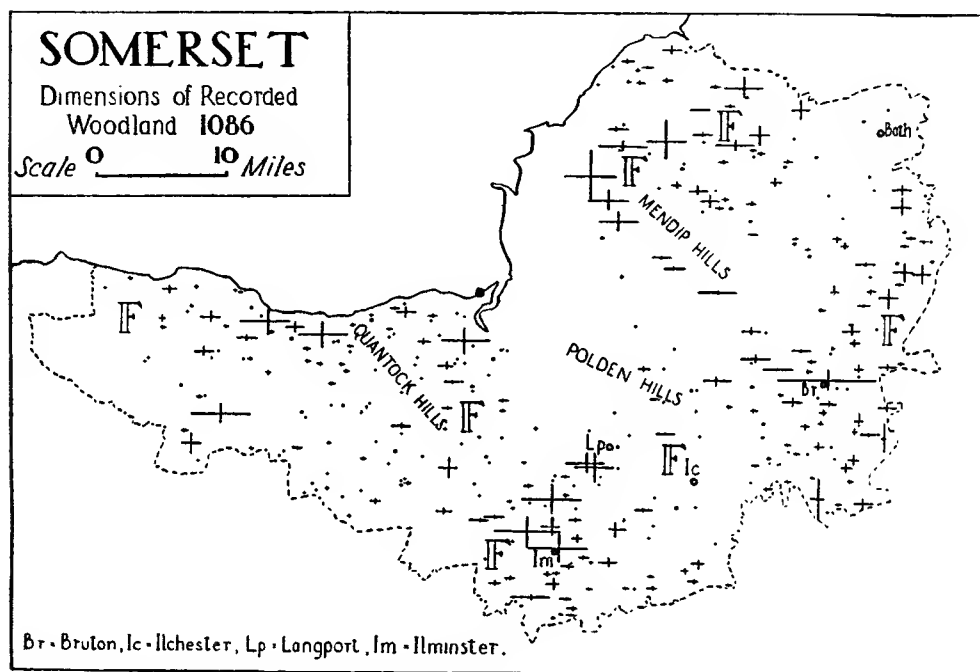 SOMERSET
Dimensions of Recorded
Woodland 1086
Scale 0 10 Miles
F
Bath
F
MENDIP HILLS
F
F
QUANTOCK HILLS
POLDEN HILLS
Br.
F
Lp
F
Ic
F
Im
Br · Bruton, Ic · Ilchester, Lp · Langport, Im · Ilminster.